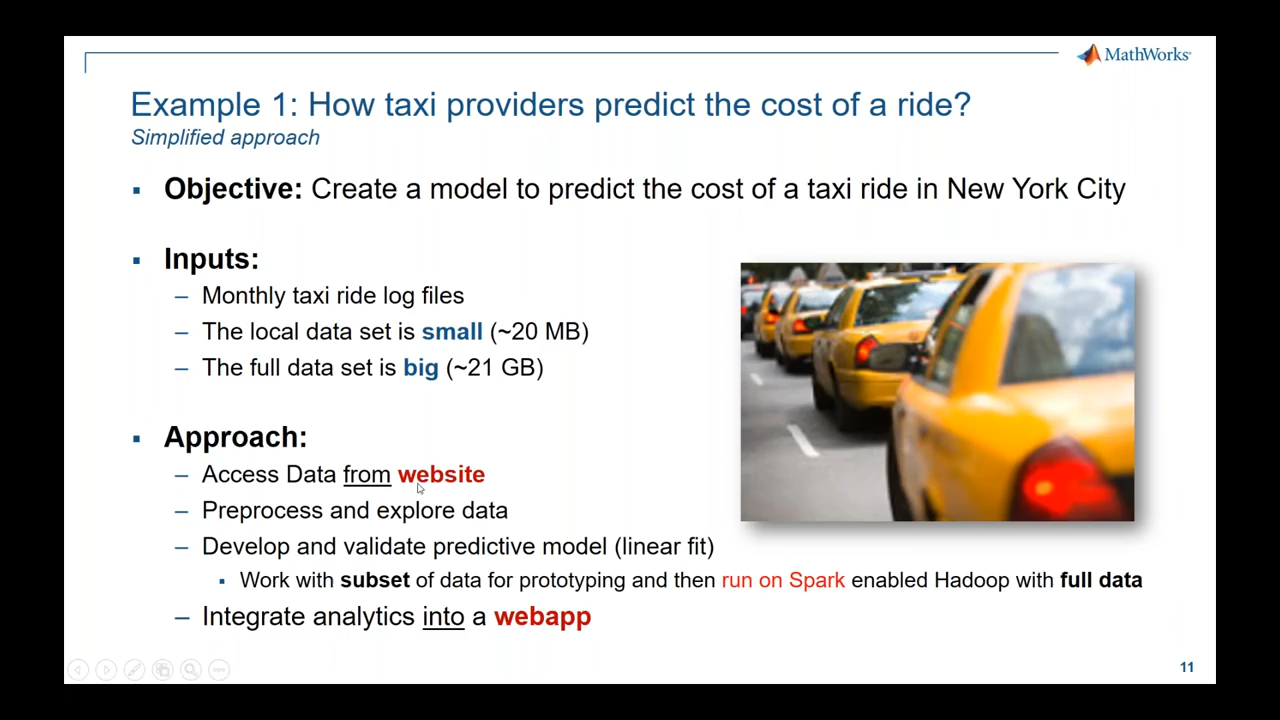 MathWorks®
Example 1: How taxi providers predict the cost of a ride?
Simplified approach
▪ Objective: Create a model to predict the cost of a taxi ride in New York City
▪ Inputs:
– Monthly taxi ride log files
– The local data set is small (~20 MB)
– The full data set is big (~21 GB)
▪ Approach:
– Access Data from website
– Preprocess and explore data
– Develop and validate predictive model (linear fit)
▪ Work with subset of data for prototyping and then run on Spark enabled Hadoop with full data
– Integrate analytics into a webapp
11